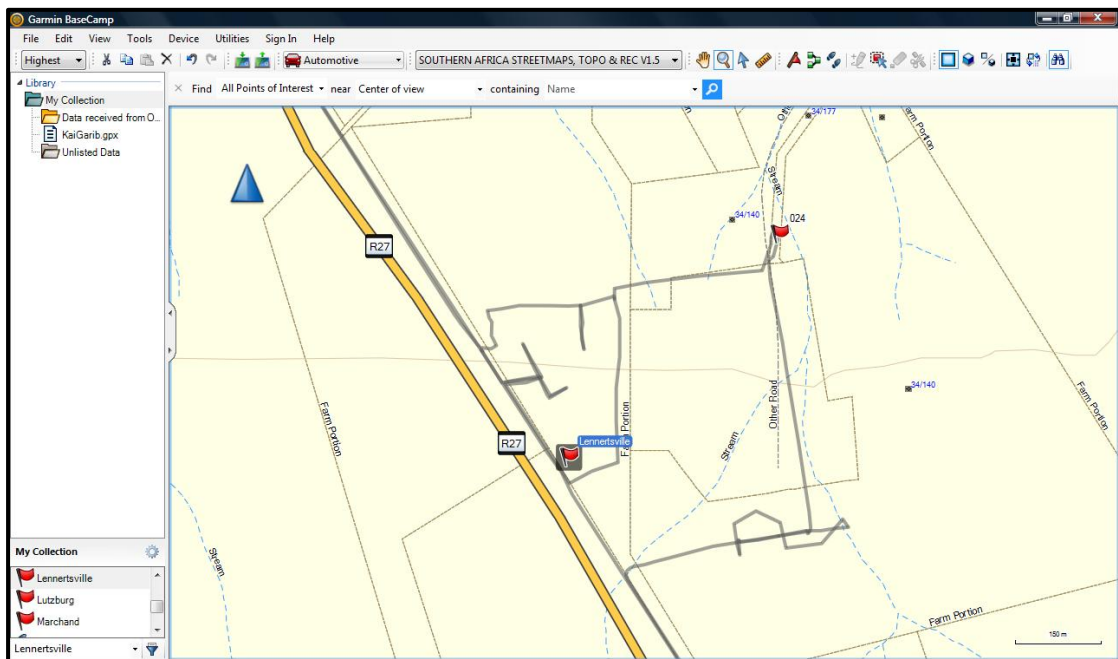 Garmin BaseCamp
File Edit View Tools Device Utilities Sign In Help
Highest Automotive SOUTHERN AFRICA STREETMAPS, TOPO & REC V1.5
Library
My Collection
Data received from O...
KaiGarib.gpx
Unlisted Data
Find All Points of Interest near Center of view containing Name
34/177
Farm Portion
Stream
34/140
024
R27
34/140
Farm Portion
Farm Portion
Other Road
Farm Portion
R27
Lennertsville
Stream
Stream
Farm Portion
150 m
My Collection
Lennertsville
Lutzburg
Marchand
Lennertsville